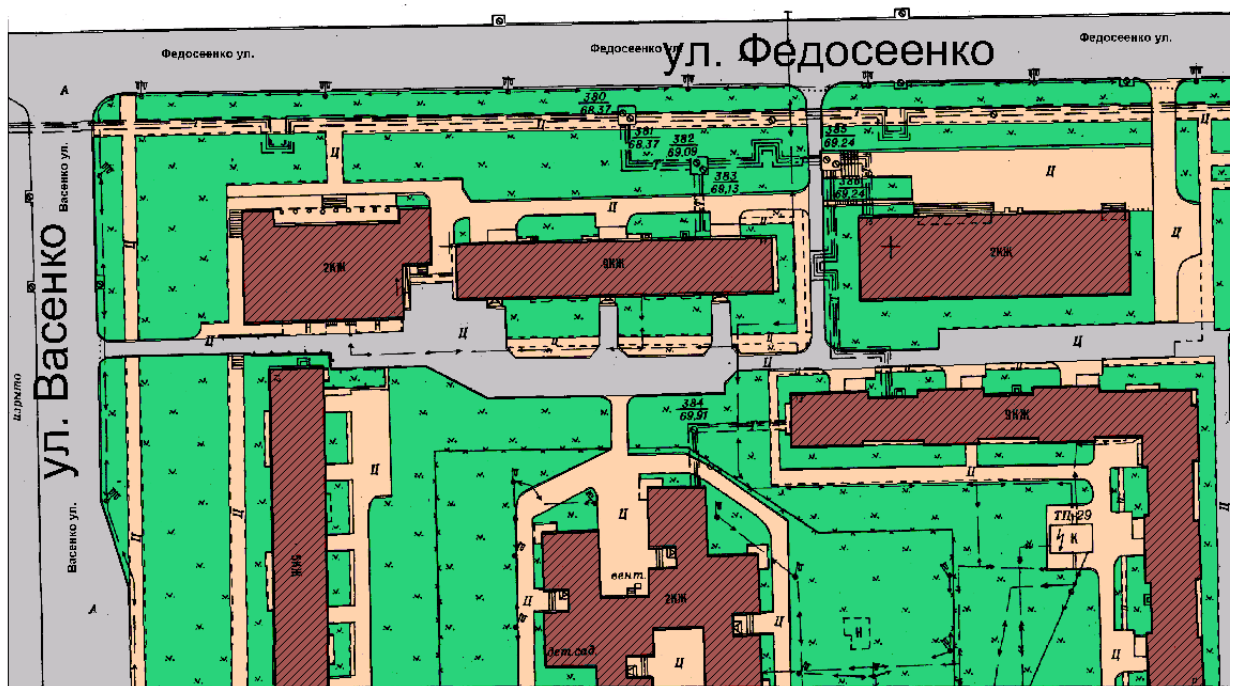 Федосеенко ул.
Федосеенко ул.
ул. Федосеенко
Федосеенко ул.
А
380
68.37
381
68.37
382
69.09
383
68,13
385
69.24
386
69.24
Ц
Ц
Ц
Ц
Васенко ул.
ул. Васенко
Васенко ул.
изрыто
2КЖ
9КЖ
2КЖ
Ц
Ц
Ц
Ц
Ц
Ц
Ц
384
69,91
9КЖ
Ц
Ц
Ц
ТП-29
К
Ц
5КЖ
вент.
2КЖ
Ц
Ц
Ц
Н
А
дет.сад
Ц
Ц
Ц